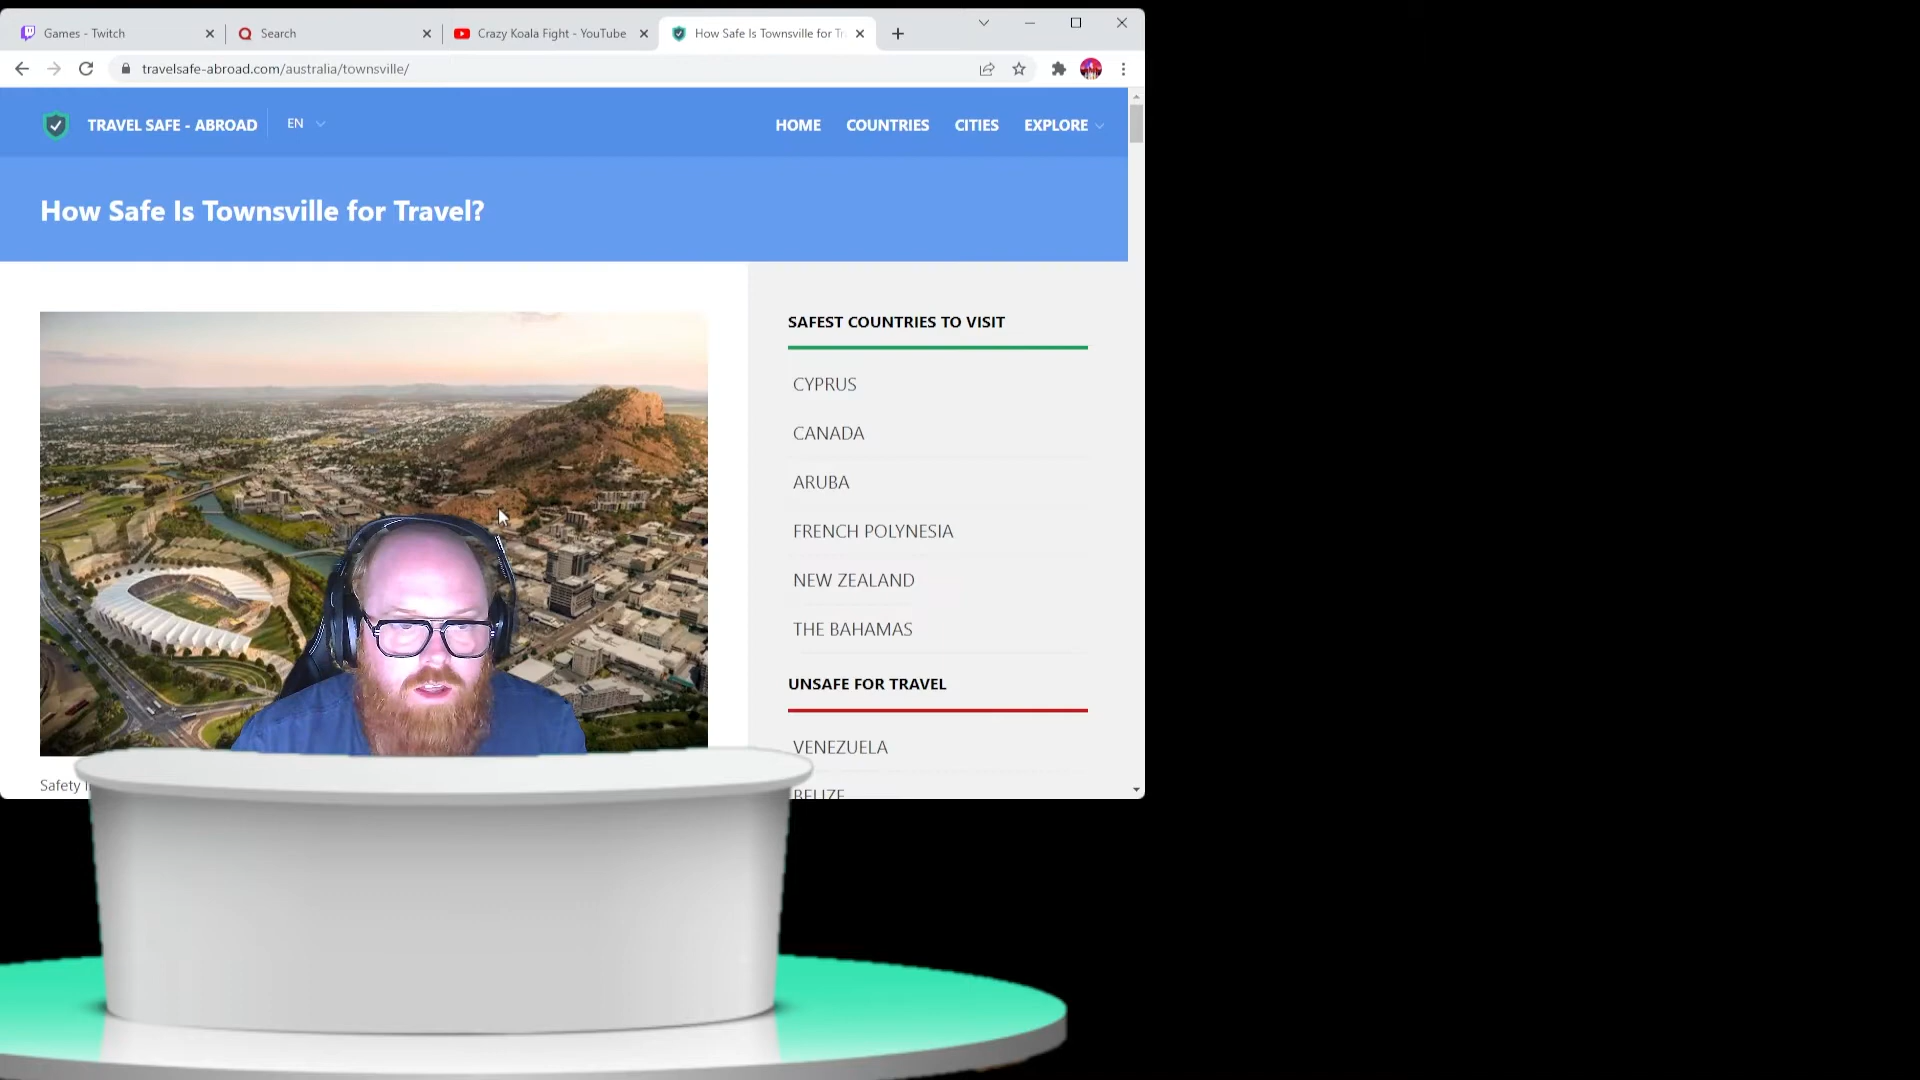 Games - Twitch
Search
Crazy Koala Fight - YouTube
How Safe Is Townsville for Tr
travelsafe-abroad.com/australia/townsville/
TRAVEL SAFE - ABROAD
EN
HOME
COUNTRIES
CITIES
EXPLORE
How Safe Is Townsville for Travel?
SAFEST COUNTRIES TO VISIT
CYPRUS
CANADA
ARUBA
FRENCH POLYNESIA
NEW ZEALAND
THE BAHAMAS
UNSAFE FOR TRAVEL
VENEZUELA
BELIZE
Safety